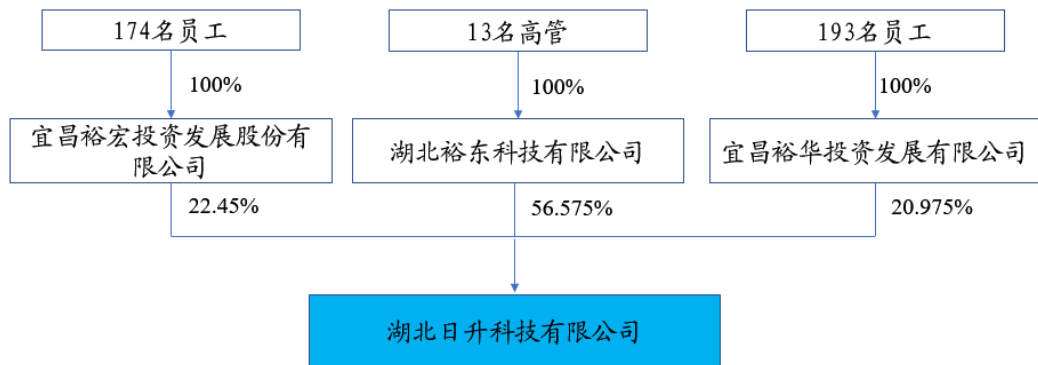 174名员工
13名高管
193名员工
100%
100%
100%
宜昌裕宏投资发展股份有
限公司
湖北裕东科技有限公司
宜昌裕华投资发展有限公司
22.45%
56.575%
20.975%
湖北日升科技有限公司